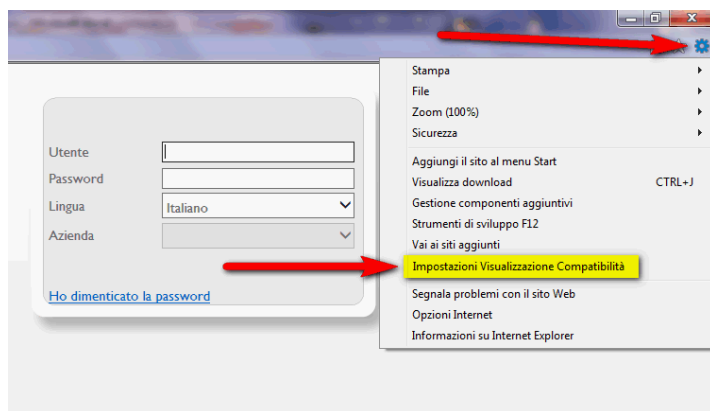 Utente
Password
Lingua
Italiano
Azienda
Ho dimenticato la password
Stampa
File
Zoom (100%)
Sicurezza
Aggiungi il sito al menu Start
Visualizza download CTRL+J
Gestione componenti aggiuntivi
Strumenti di sviluppo F12
Vai ai siti aggiunti
Impostazioni Visualizzazione Compatibilità
Segnala problemi con il sito Web
Opzioni Internet
Informazioni su Internet Explorer